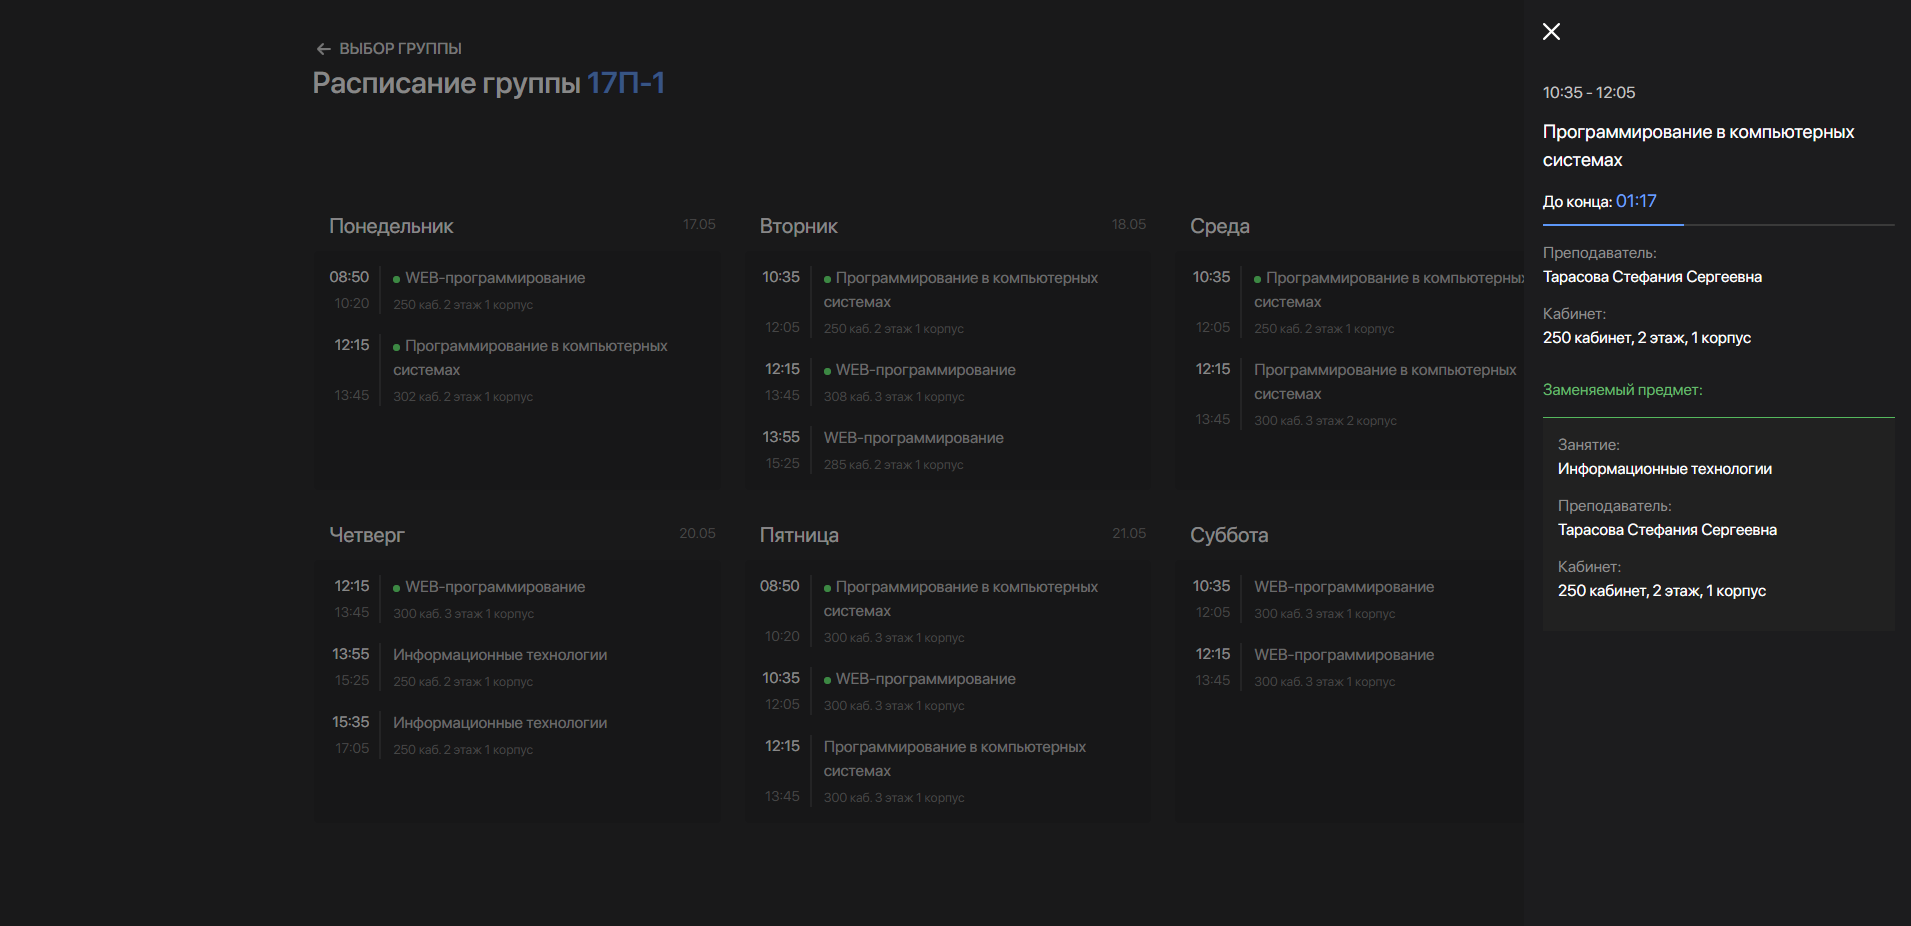 ВЫБОР ГРУППЫ
Расписание группы 17П-1
Понедельник 17.05
08:50 WEB-программирование
10:20 250 каб. 2 этаж 1 корпус
12:15 Программирование в компьютерных
системах
13:45 302 каб. 2 этаж 1 корпус
Вторник 18.05
10:35 Программирование в компьютерных
системах
12:05 250 каб. 2 этаж 1 корпус
12:15 WEB-программирование
13:45 308 каб. 3 этаж 1 корпус
13:55 WEB-программирование
15:25 285 каб. 2 этаж 1 корпус
Среда
10:35 Программирование в компьютерных
системах
12:05 250 каб. 2 этаж 1 корпус
12:15 Программирование в компьютерных
системах
13:45 300 каб. 3 этаж 2 корпус
Четверг 20.05
12:15 WEB-программирование
13:45 300 каб. 3 этаж 1 корпус
13:55 Информационные технологии
15:25 250 каб. 2 этаж 1 корпус
15:35 Информационные технологии
17:05 250 каб. 2 этаж 1 корпус
Пятница 21.05
08:50 Программирование в компьютерных
системах
10:20 300 каб. 3 этаж 1 корпус
10:35 WEB-программирование
12:05 300 каб. 3 этаж 1 корпус
12:15 Программирование в компьютерных
системах
13:45 300 каб. 3 этаж 1 корпус
Суббота
10:35 WEB-программирование
12:05 300 каб. 3 этаж 1 корпус
12:15 WEB-программирование
13:45 300 каб. 3 этаж 1 корпус
10:35 - 12:05
Программирование в компьютерных
системах
До конца: 01:17
Преподаватель:
Тарасова Стефания Сергеевна
Кабинет:
250 кабинет, 2 этаж, 1 корпус
Заменяемый предмет:
Занятие:
Информационные технологии
Преподаватель:
Тарасова Стефания Сергеевна
Кабинет:
250 кабинет, 2 этаж, 1 корпус